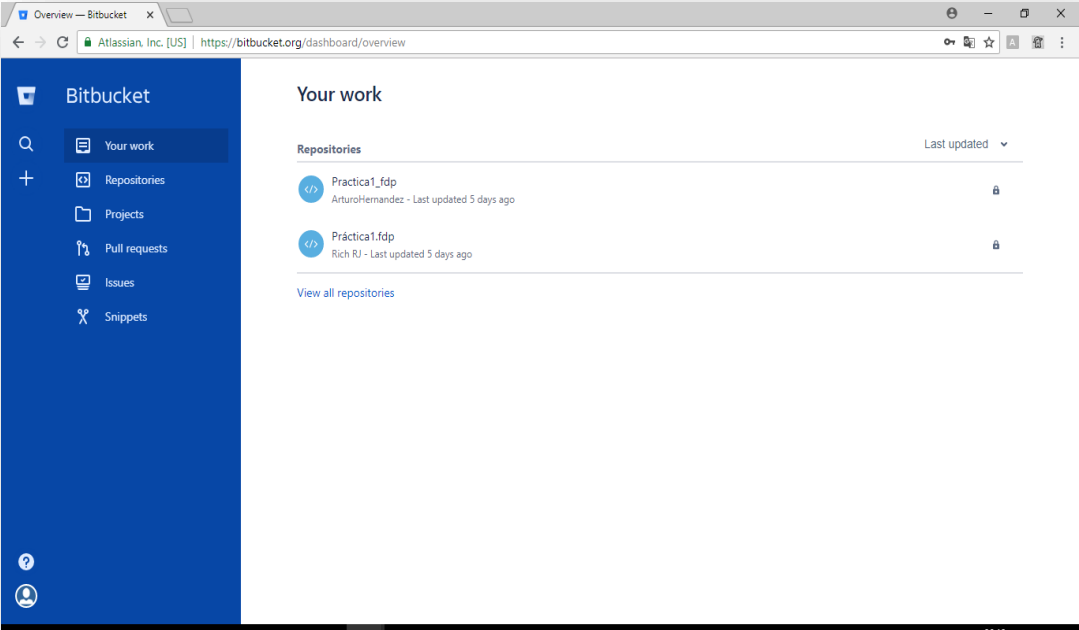 Overview — Bitbucket
Atlassian, Inc. [US] | https://bitbucket.org/dashboard/overview
A
Bitbucket
Your work
Repositories
Projects
Pull requests
Issues
Snippets
Your work
Repositories
Last updated
Practica1_fdp
ArturoHernandez - Last updated 5 days ago
Práctica1.fdp
Rich RJ - Last updated 5 days ago
View all repositories